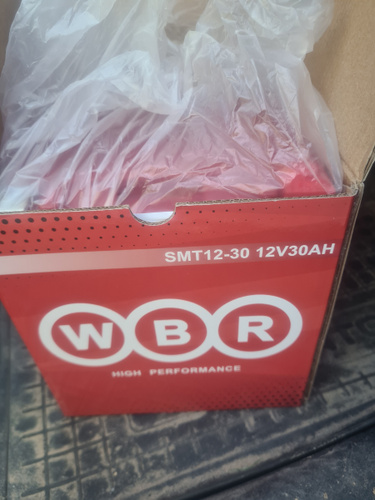 SMT12-30 12V30AH
WBR
HIGH PERFORMANCE